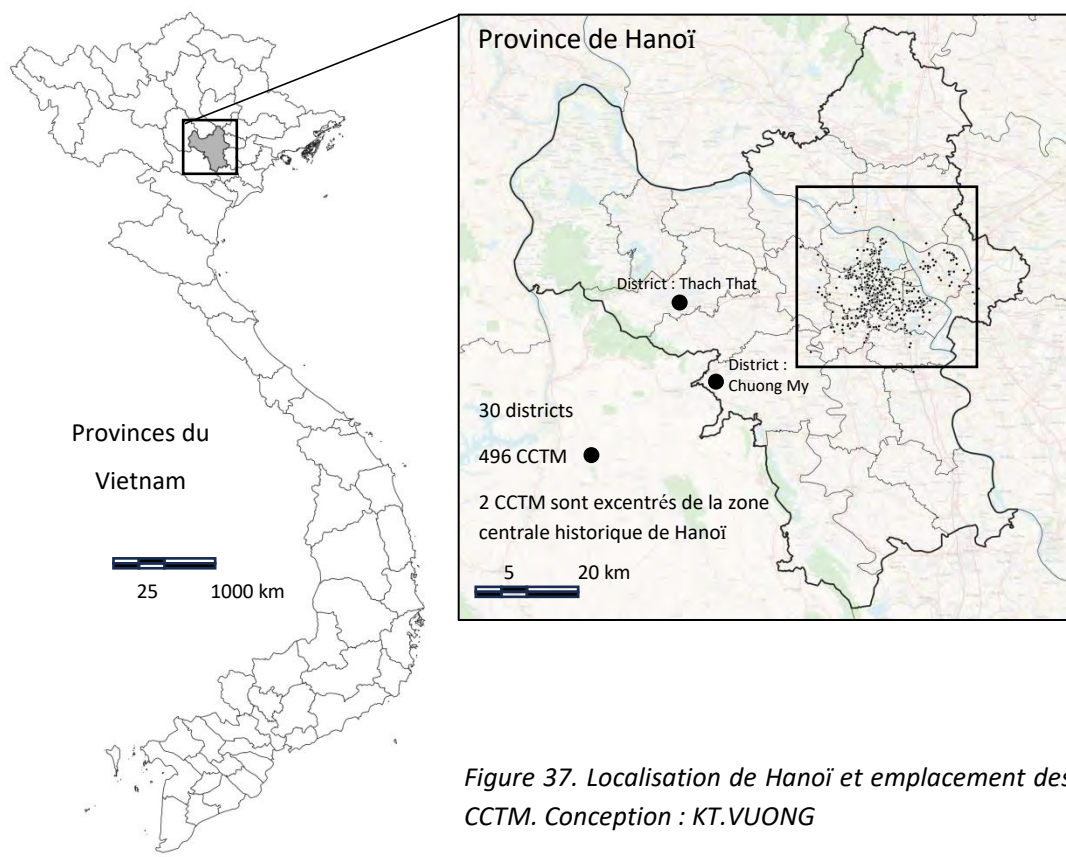 Province de Hanoï
District : Thach That
District :
Chuong My
30 districts
496 CCTM
2 CCTM sont excentrés de la zone
centrale historique de Hanoï
5 20 km
Provinces du
Vietnam
25 1000 km
Figure 37. Localisation de Hanoï et emplacement des
CCTM. Conception : KT.VUONG